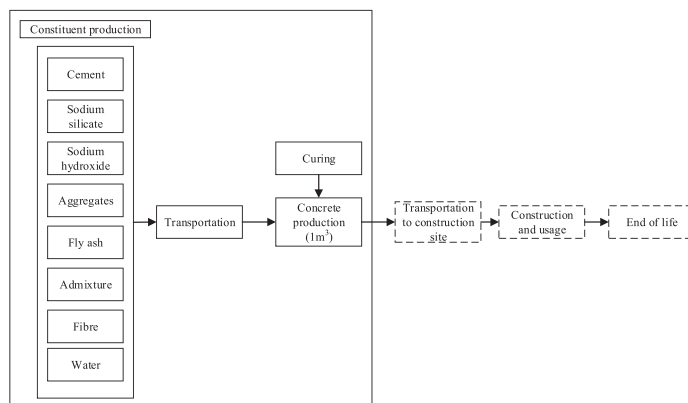 Constituent production
Cement
Sodium
silicate
Sodium
hydroxide
Aggregates
Fly ash
Admixture
Fibre
Water
Transportation
Curing
Concrete
production
(1m³)
Transportation
to construction
site
Construction
and usage
End of life